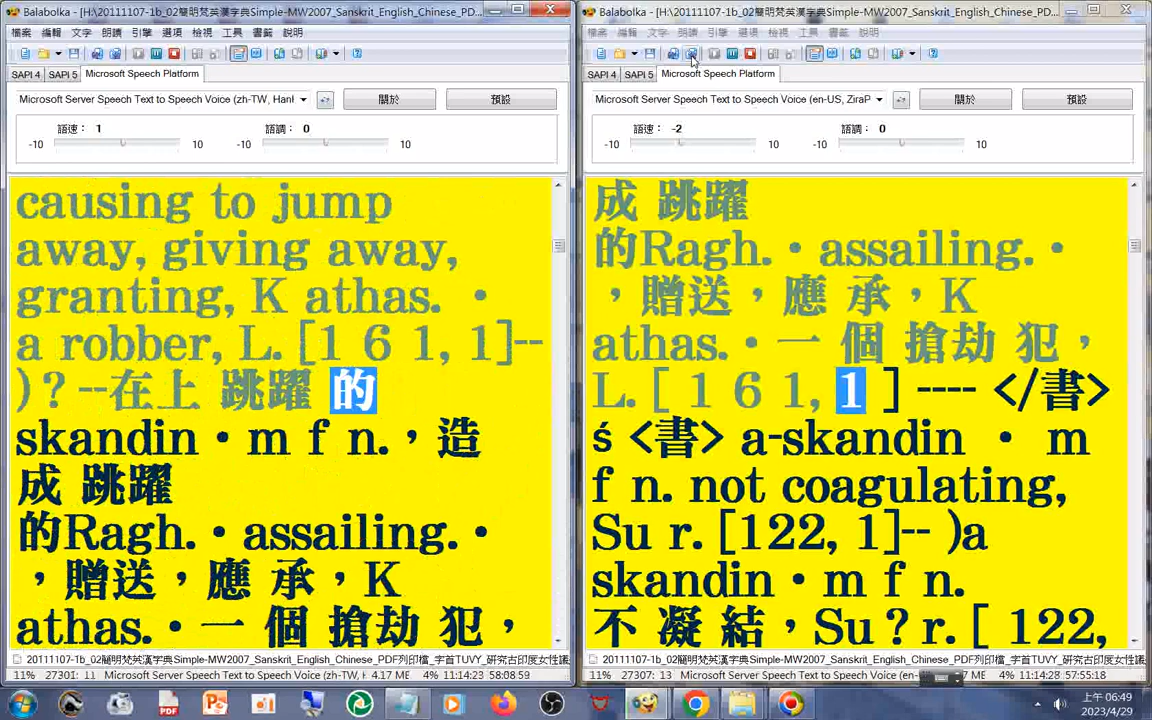 Balabolka - [H:\20111107-1b_02簡明梵英漢字典Simple-MW2007_Sanskrit_English_Chinese_PD...
檔案 編輯 文字 朗讀 引擎 選項 檢視 工具 書籤 說明
SAPI 4 SAPI 5 Microsoft Speech Platform
Microsoft Server Speech Text to Speech Voice (zh-TW, HanI 關於 預設
語速： 1 語調： 0
-10 10 -10 10
causing to jump
away, giving away,
granting, K athas. •
a robber, L. [1 6 1, 1]--
)？--在上 跳躍 的
skandin • m f n.，造
成 跳躍
的Ragh. • assailing. •
，贈送，應 承，K
athas. • 一 個 搶劫 犯，
20111107-1b_02簡明梵英漢字典Simple-MW2007_Sanskrit_English_Chinese_PDF列印檔_字首TUVY_研究古印度女性議
11% 27301: 11 Microsoft Server Speech Text to Speech Voice (zh-TW, H 4.17 ME 4% 11:14:23 58:08 59
Balabolka - [H:\20111107-1b_02簡明梵英漢字典Simple-MW2007_Sanskrit_English_Chinese_PDF...
檔案 編輯 文字 朗讀 引擎 選項 檢視 工具 書籤 說明
SAPI 4 SAPI 5 Microsoft Speech Platform
Microsoft Server Speech Text to Speech Voice (en-US, ZiraP 關於 預設
語速： -2 語調： 0
-10 10 -10 10
成 跳躍
的Ragh. • assailing. •
，贈送，應 承，K
athas. • 一 個 搶劫 犯，
L. [ 1 6 1, 1 ] ---- </書>
ś <書> a-skandin • m
f n. not coagulating,
Su r. [122, 1]-- )a
skandin • m f n.
不 凝 結，Su？r. [ 122,
20111107-1b_02簡明梵英漢字典Simple-MW2007_Sanskrit_English_Chinese_PDF列印檔_字首TUVY_研究古印度女性議
11% 27307: 13 Microsoft Server Speech Text to Speech Voice (en-u 4.17 ME 4% 11:14:23 57:55:18
上午 06:49
2023/4/29